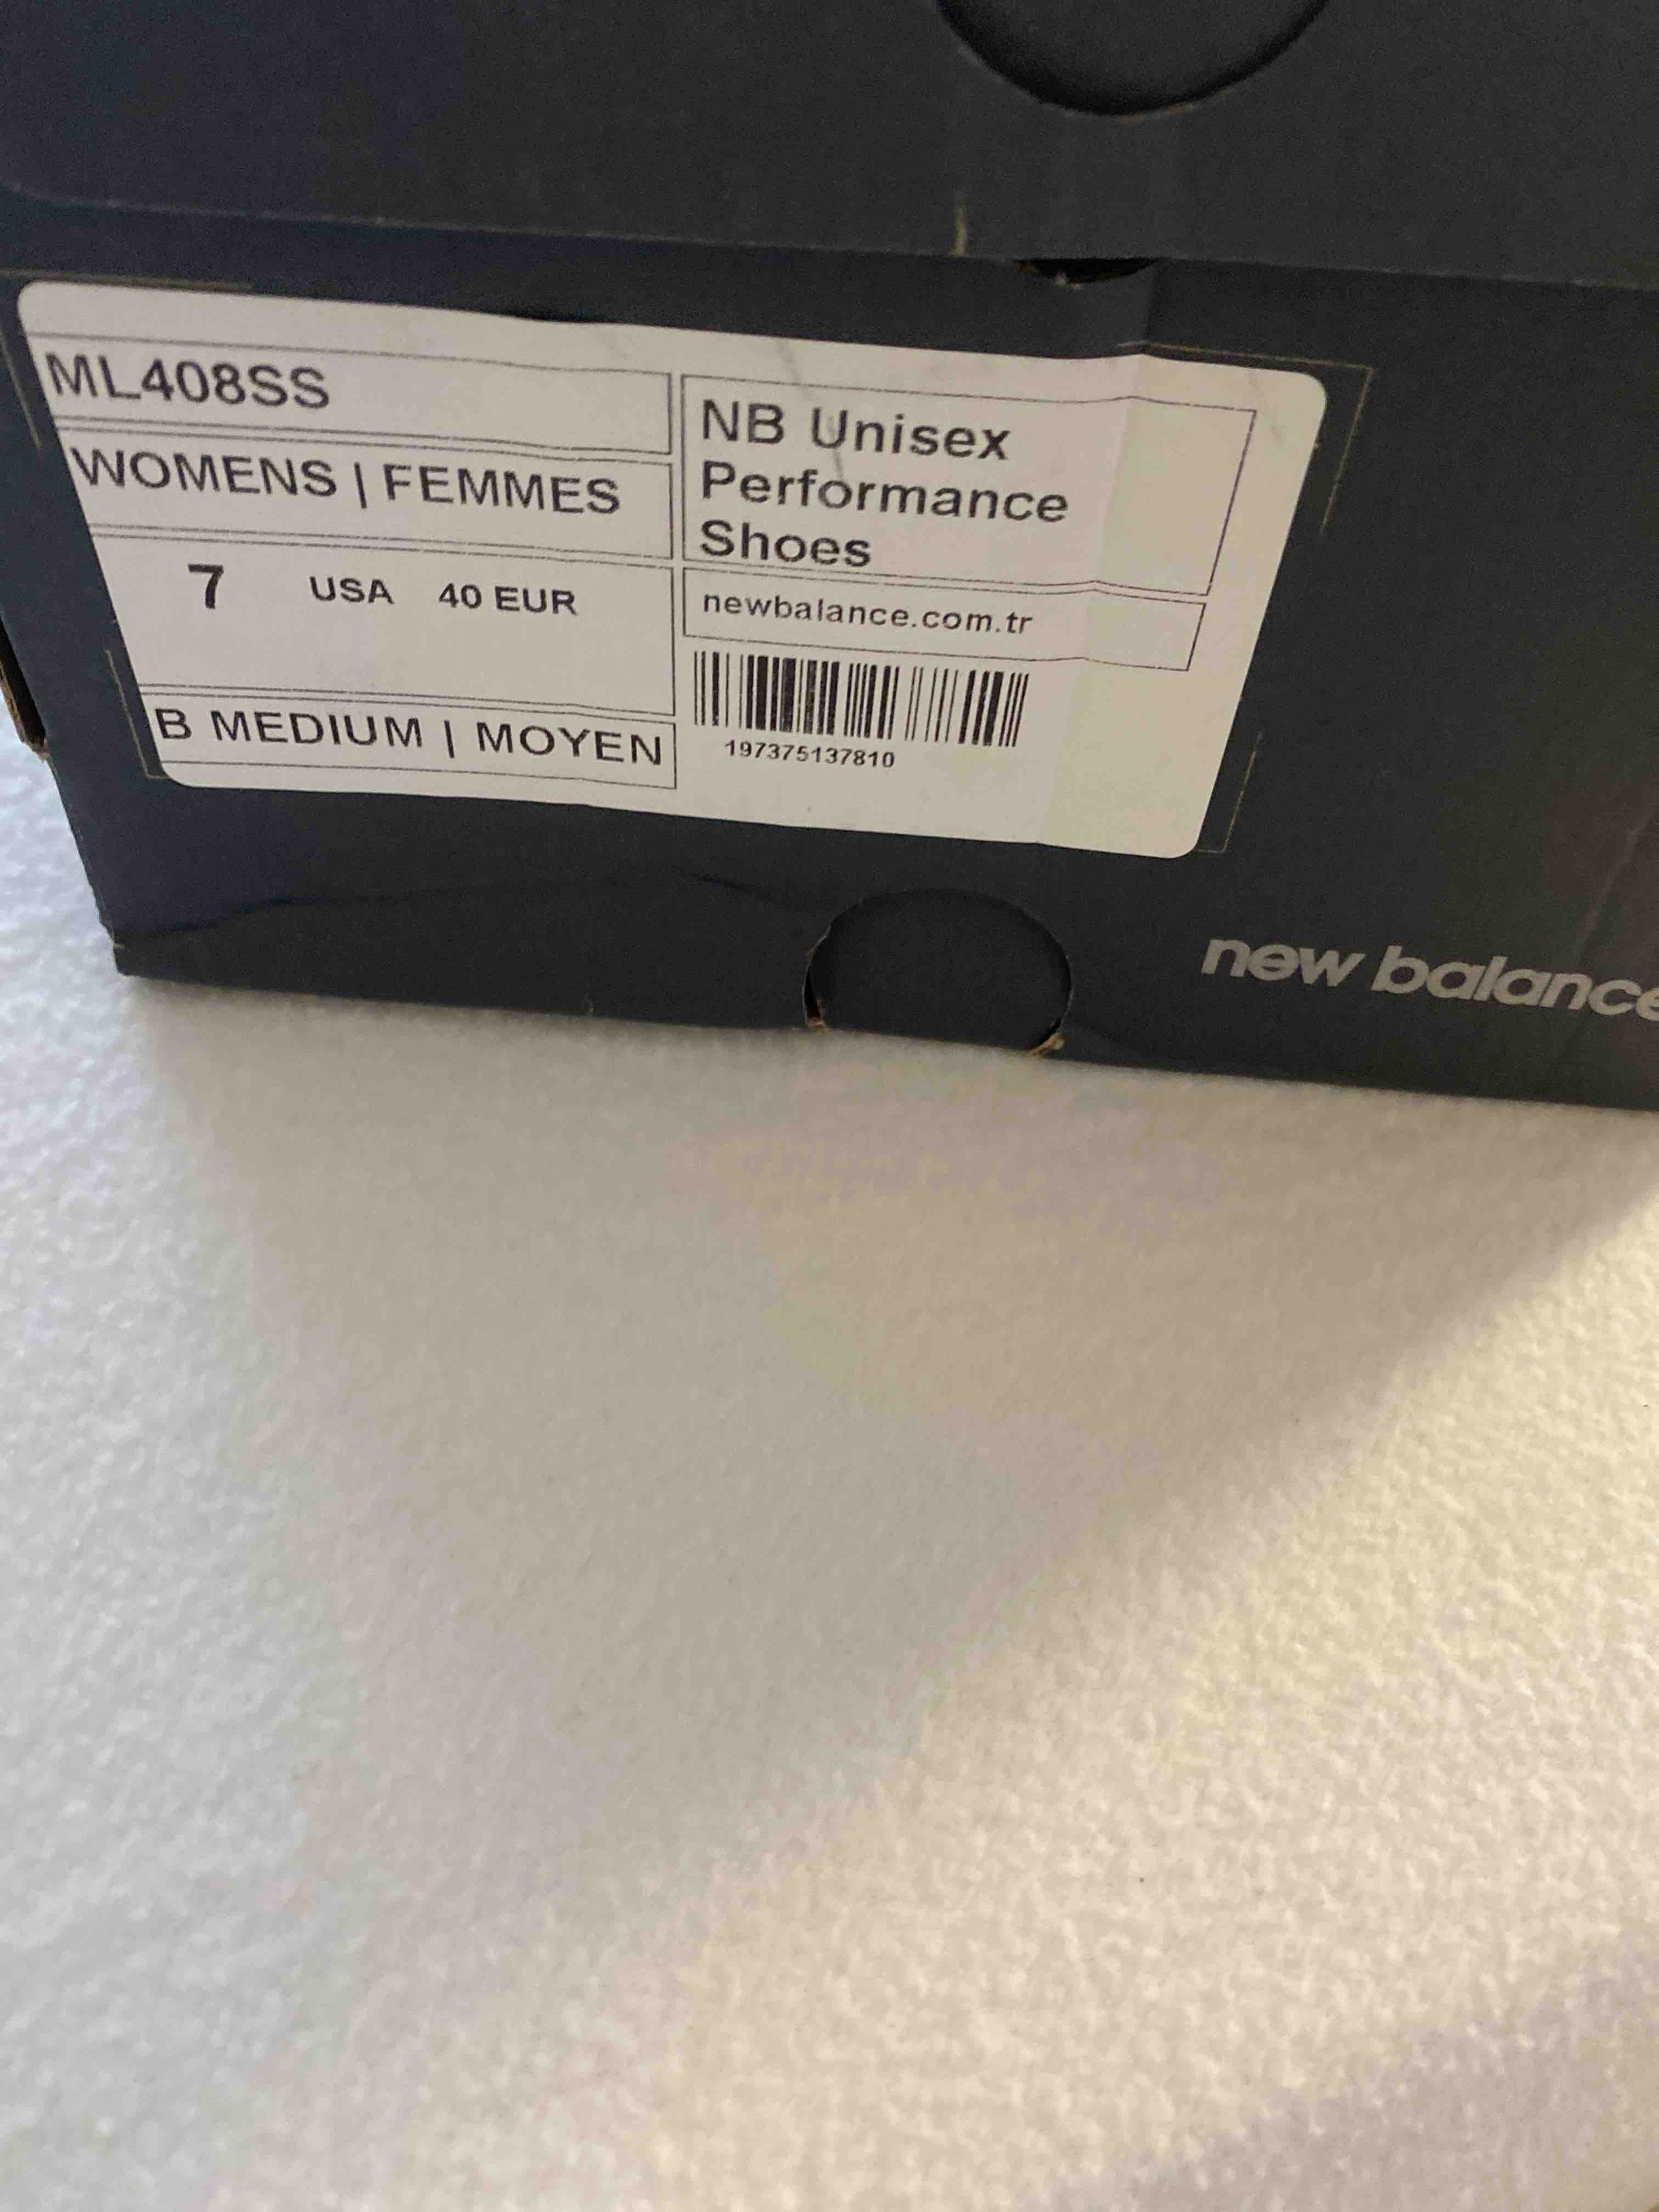 ML408SS
WOMENS | FEMMES
7 USA 40 EUR
B MEDIUM | MOYEN
NB Unisex
Performance
Shoes
newbalance.com.tr
197375137810
new balance